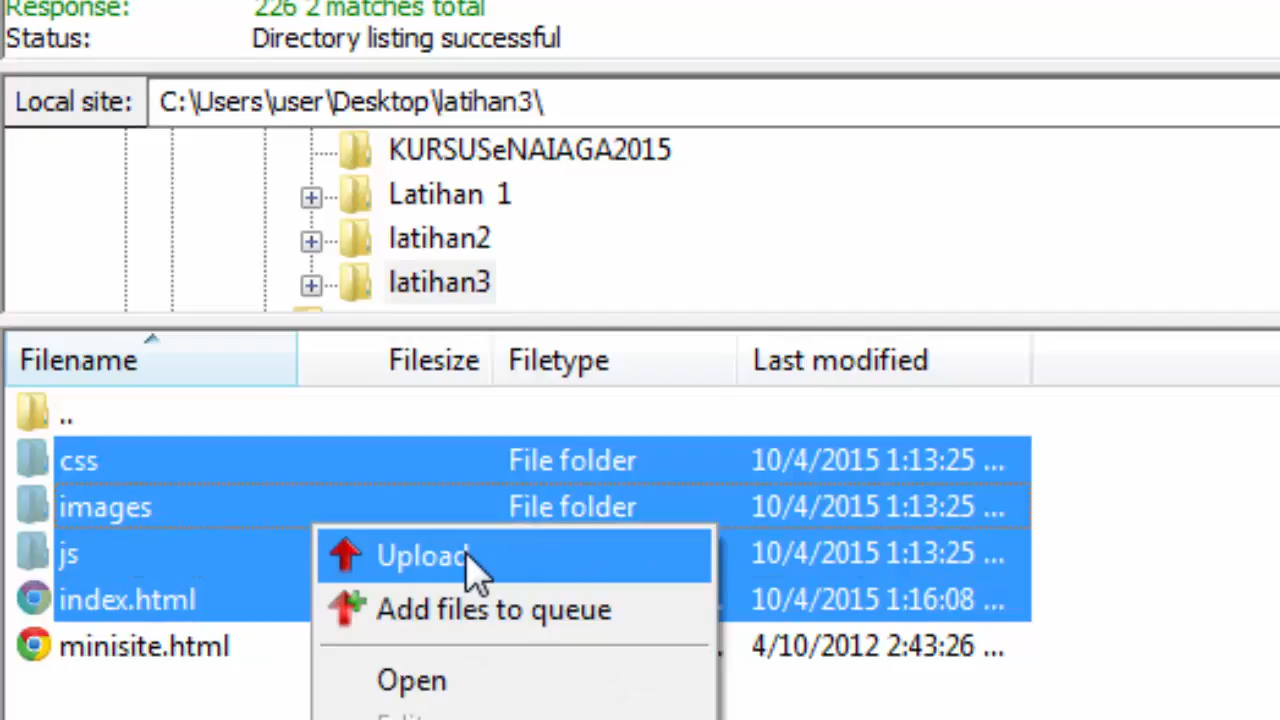 Response: 226 2 matches total
Status: Directory listing successful
Local site: C:\Users\user\Desktop\latihan3\
KURSUSeNAIAGA2015
Latihan 1
latihan2
latihan3
Filename Filesize Filetype Last modified
..
css File folder 10/4/2015 1:13:25 ...
images File folder 10/4/2015 1:13:25 ...
js 10/4/2015 1:13:25 ...
index.html 10/4/2015 1:16:08 ...
minisite.html 4/10/2012 2:43:26 ...
Upload
Add files to queue
Open